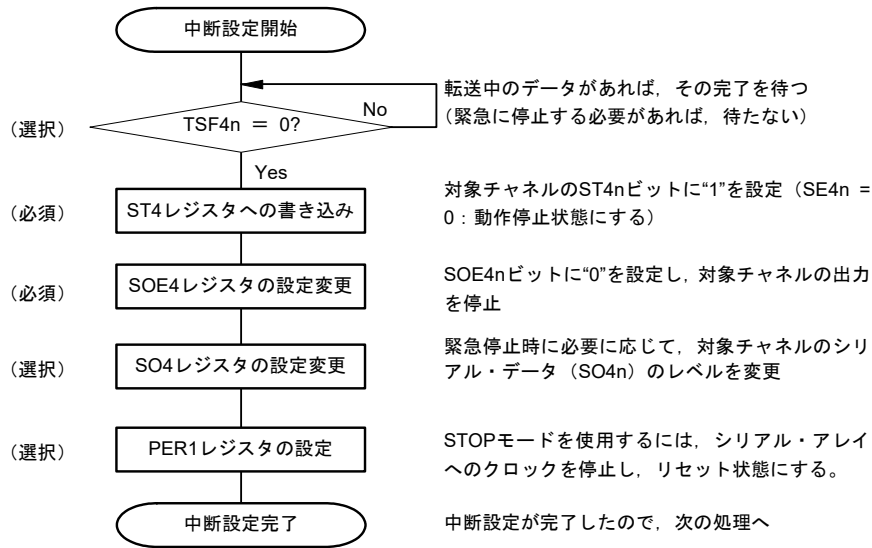 中断設定開始
転送中のデータがあれば，その完了を待つ
（緊急に停止する必要があれば，待たない）
No
（選択）
TSF4n ＝ 0?
Yes
（必須）
ST4レジスタへの書き込み
対象チャネルのST4nビットに“1”を設定（SE4n =
0：動作停止状態にする）
（必須）
SOE4レジスタの設定変更
SOE4nビットに“0”を設定し，対象チャネルの出力
を停止
（選択）
SO4レジスタの設定変更
緊急停止時に必要に応じて，対象チャネルのシリ
アル・データ（SO4n）のレベルを変更
（選択）
PER1レジスタの設定
STOPモードを使用するには，シリアル・アレイ
へのクロックを停止し，リセット状態にする。
中断設定完了
中断設定が完了したので，次の処理へ